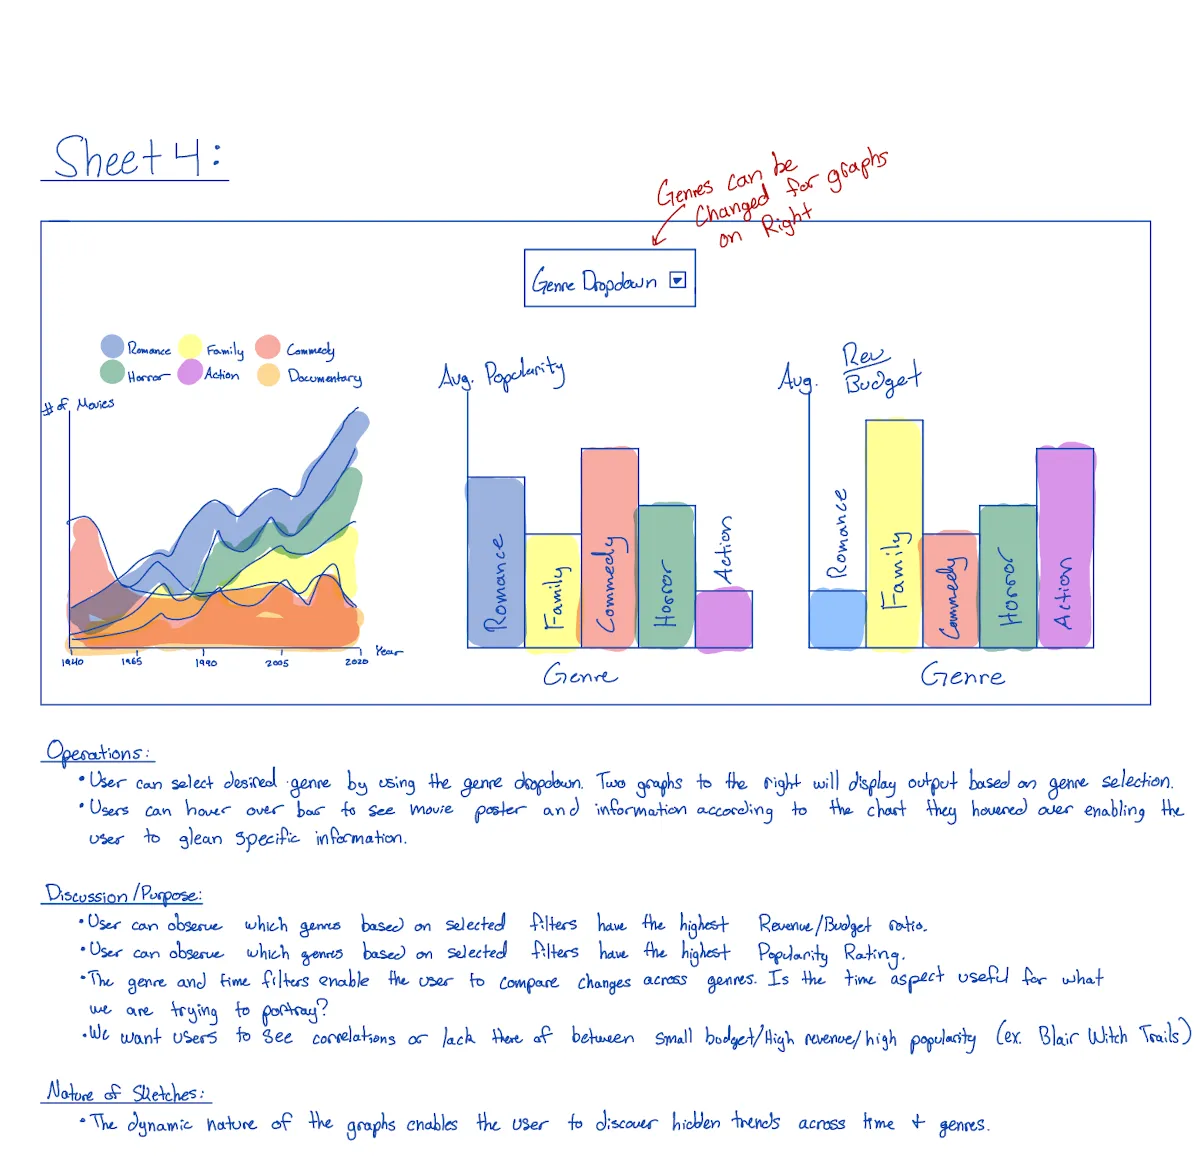 Sheet 4:
Genres can be
Changed for graphs
on Right
Genre Dropdown
Romance Family Commedy
Horror Action Documentary
# of Movies
1940 1965 1990 2005 2020 Year
Avg. Popularity
Romance Family Commedy Horror Action
Genre
Avg. Rev
Budget
Romance Family Commedy Horror Action
Genre
Operations:
• User can select desired genre by using the genre dropdown. Two graphs to the right will display output based on genre selection.
• Users can hover over bar to see movie poster and information according to the chart they hovered over enabling the
user to glean specific information.
Discussion/Purpose:
• User can observe which genres based on selected filters have the highest Revenue/Budget ratio.
• User can observe which genres based on selected filters have the highest Popularity Rating.
• The genre and time filters enable the user to compare changes across genres. Is the time aspect useful for what
we are trying to portray?
• We want users to see correlations or lack there of between small budget/High revenue/high popularity (ex. Blair Witch Trails)
Nature of Sketches:
• The dynamic nature of the graphs enables the user to discover hidden trends across time + genres.